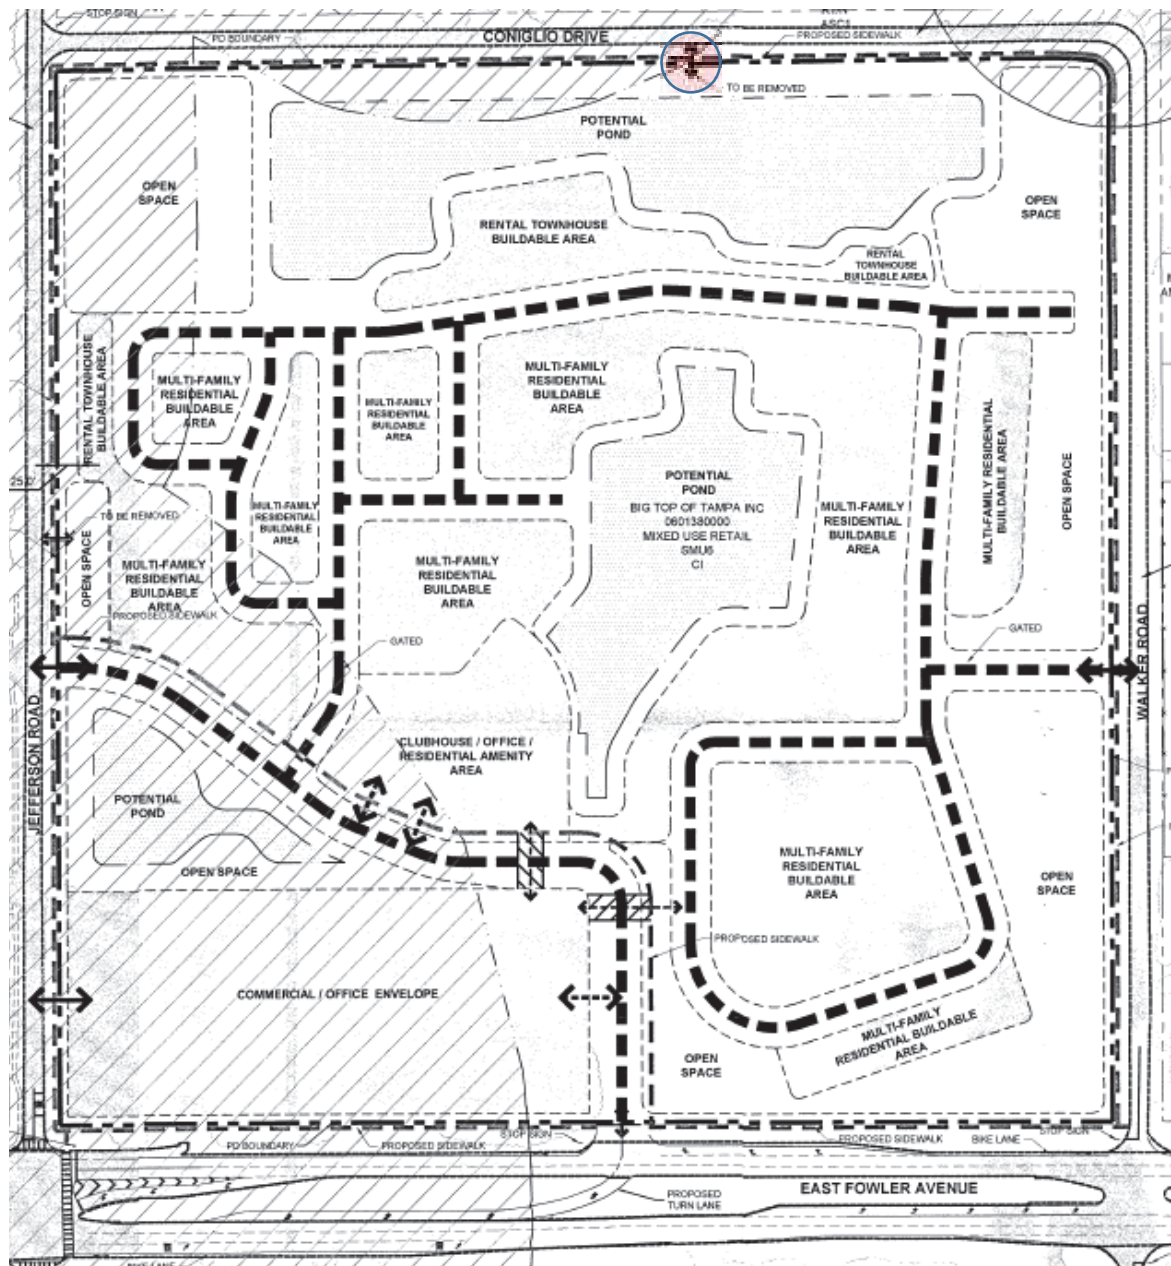 STOP SIGN
PD BOUNDARY
CONIGLIO DRIVE
ASC1
PROPOSED SIDEWALK
TO BE REMOVED
POTENTIAL
POND
OPEN
SPACE
OPEN
SPACE
RENTAL TOWNHOUSE
BUILDABLE AREA
RENTAL
TOWNHOUSE
BUILDABLE AREA
RENTAL TOWNHOUSE
BUILDABLE AREA
MULTI-FAMILY
RESIDENTIAL
BUILDABLE
AREA
MULTI-FAMILY
RESIDENTIAL
BUILDABLE
AREA
MULTI-FAMILY
RESIDENTIAL
BUILDABLE
AREA
MULTI-FAMILY RESIDENTIAL
BUILDABLE AREA
OPEN SPACE
POTENTIAL
POND
BIG TOP OF TAMPA INC
0601380000
MIXED USE RETAIL
SMU6
CI
TO BE REMOVED
MULTI-FAMILY
RESIDENTIAL
BUILDABLE
AREA
MULTI-FAMILY
RESIDENTIAL
BUILDABLE
AREA
OPEN SPACE
MULTI-FAMILY
RESIDENTIAL
BUILDABLE
AREA
PROPOSED SIDEWALK
MULTI-FAMILY
RESIDENTIAL
BUILDABLE
AREA
GATED
GATED
WALKER ROAD
JEFFERSON ROAD
CLUBHOUSE / OFFICE /
RESIDENTIAL AMENITY
AREA
POTENTIAL
POND
OPEN SPACE
MULTI-FAMILY
RESIDENTIAL
BUILDABLE
AREA
OPEN
SPACE
PROPOSED SIDEWALK
COMMERCIAL / OFFICE ENVELOPE
MULTI-FAMILY
RESIDENTIAL BUILDABLE
AREA
OPEN
SPACE
PD BOUNDARY
PROPOSED SIDEWALK
STOP SIGN
PROPOSED SIDEWALK
BIKE LANE
STOP SIGN
PROPOSED
TURN LANE
EAST FOWLER AVENUE
BIKE LANE